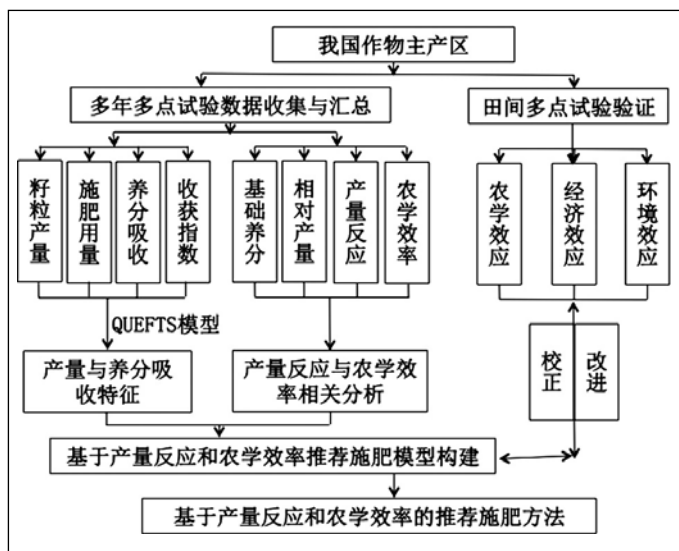 我国作物主产区
多年多点试验数据收集与汇总
田间多点试验验证
籽粒产量
施肥用量
养分吸收
收获指数
基础养分
相对产量
产量反应
农学效率
农学效应
经济效应
环境效应
QUEFTS模型
校正
改进
产量与养分吸
收特征
产量反应与农学效
率相关分析
基于产量反应和农学效率推荐施肥模型构建
基于产量反应和农学效率的推荐施肥方法